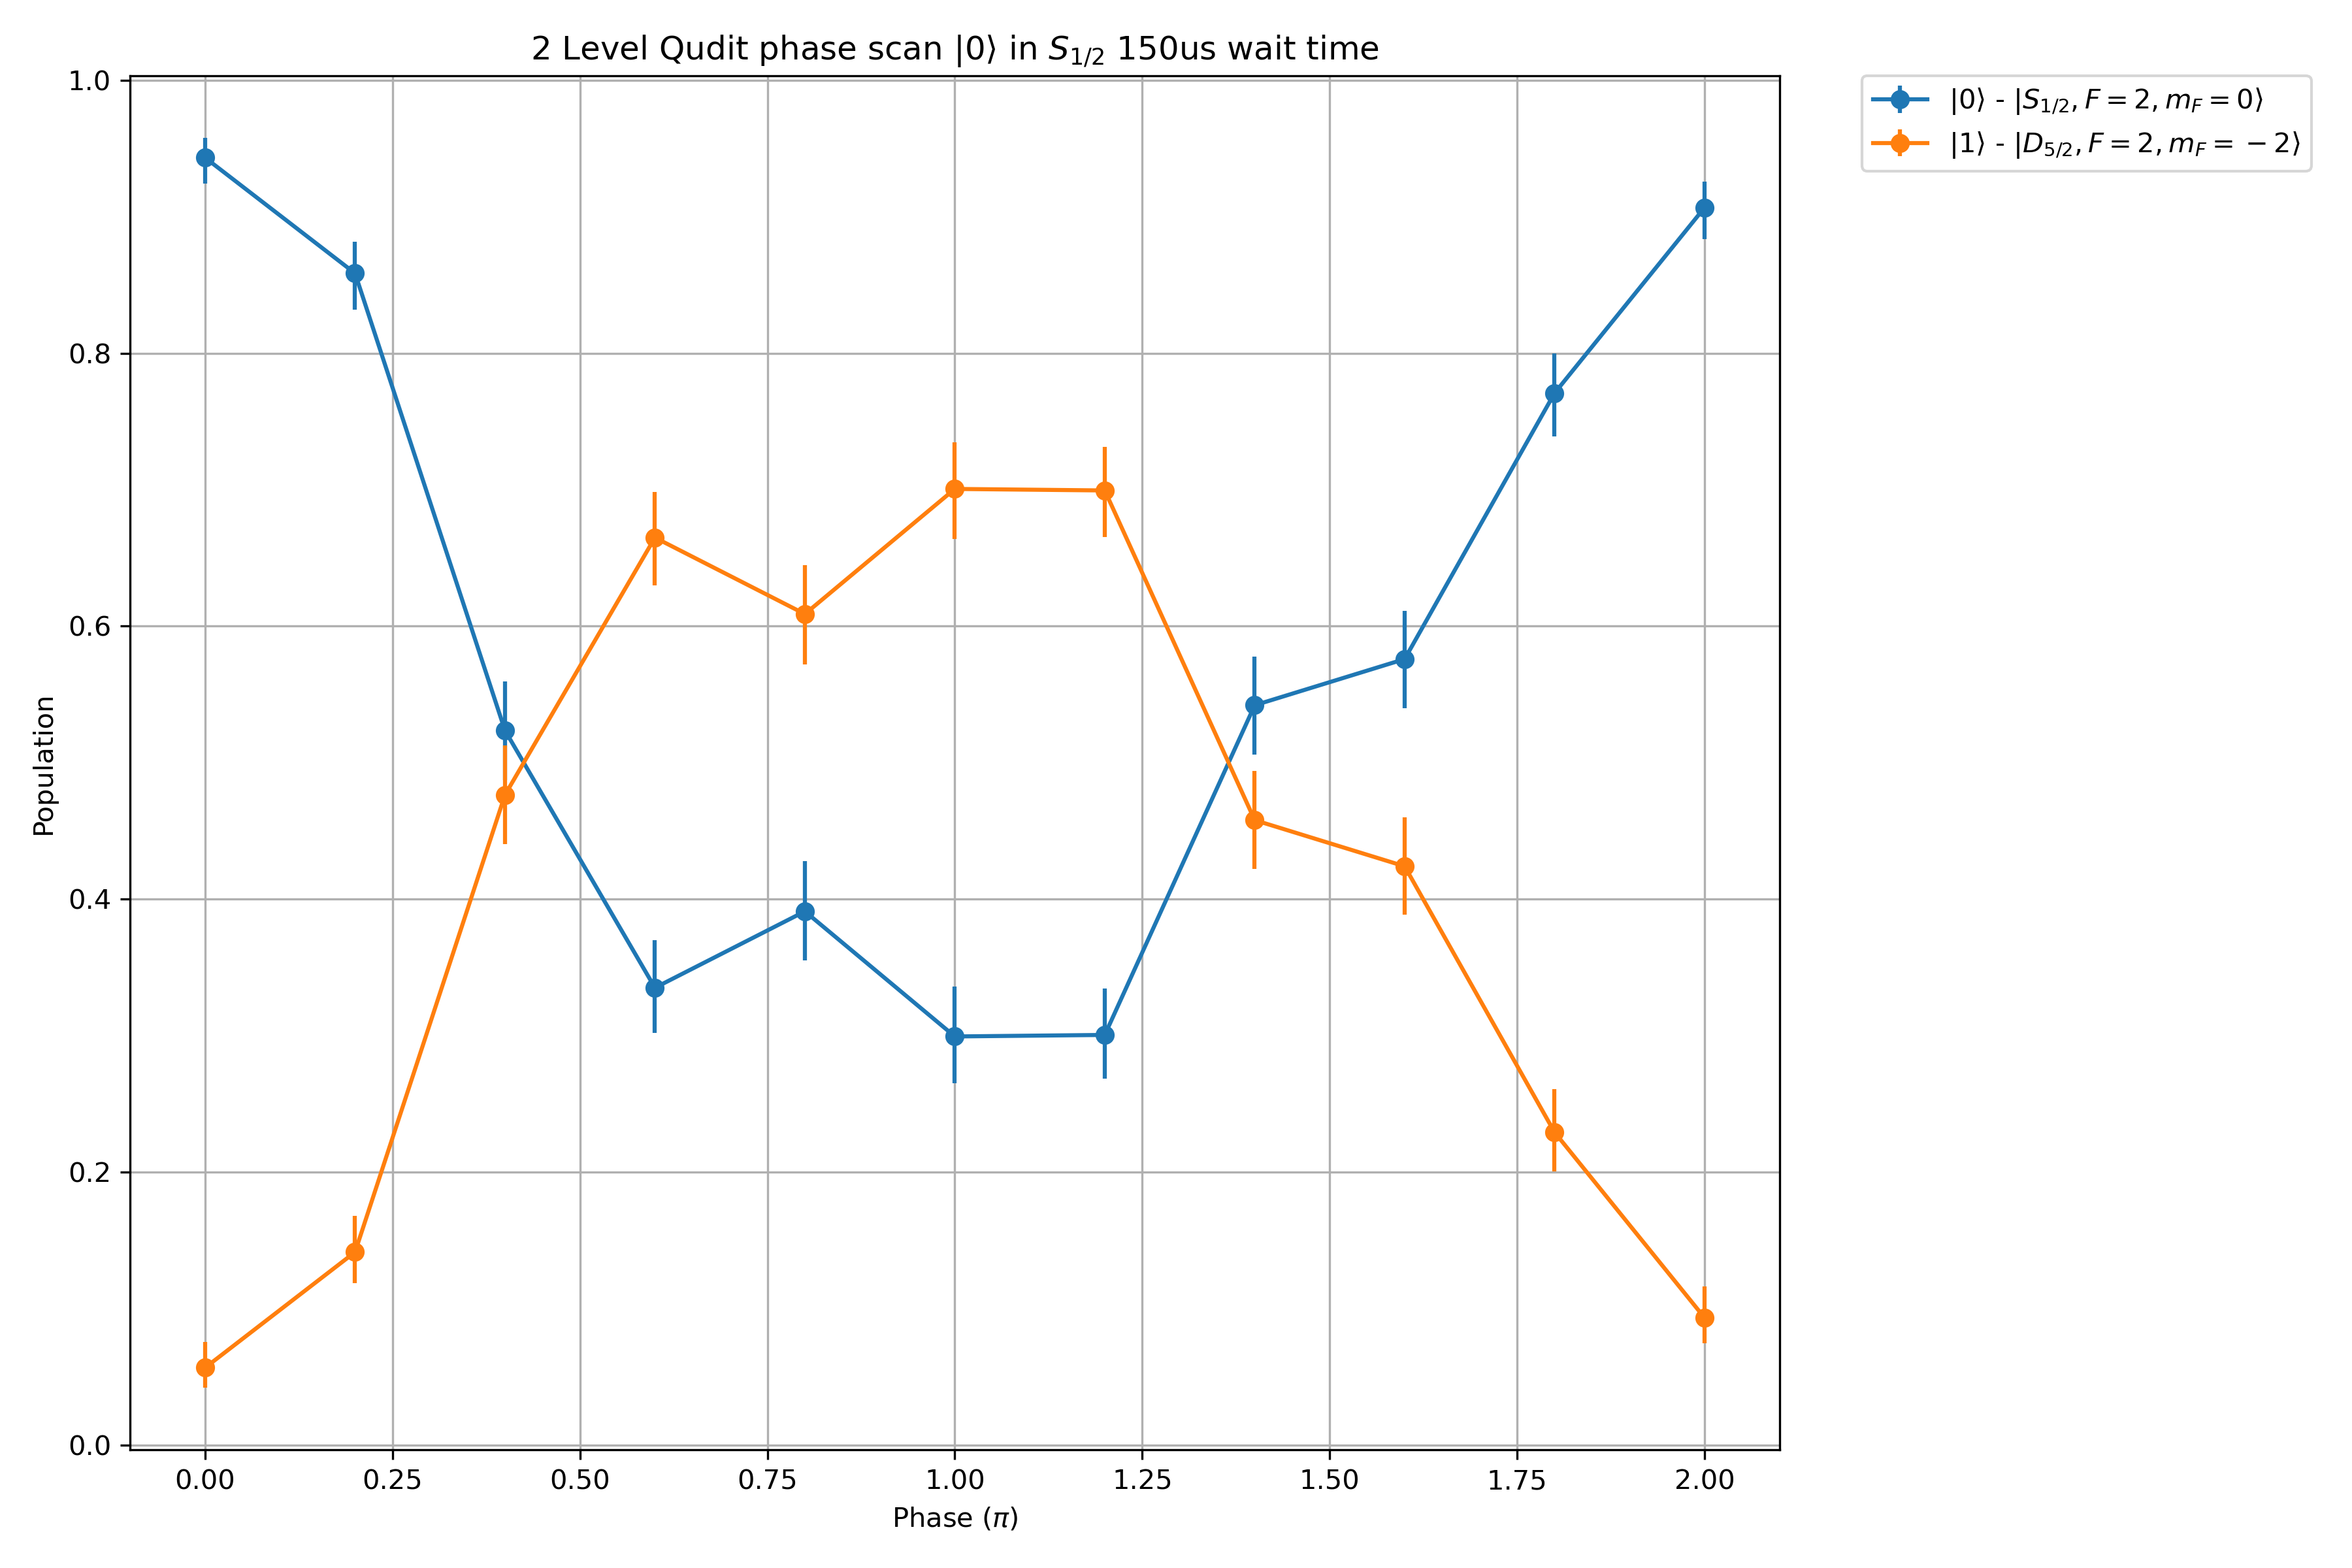 2 Level Qudit phase scan |0⟩ in S1/2 150us wait time
|0⟩ - |S1/2, F = 2, mF = 0⟩
|1⟩ - |D5/2, F = 2, mF = −2⟩
1.0
0.8
0.6
0.4
0.2
0.0
Population
0.00 0.25 0.50 0.75 1.00 1.25 1.50 1.75 2.00
Phase (π)